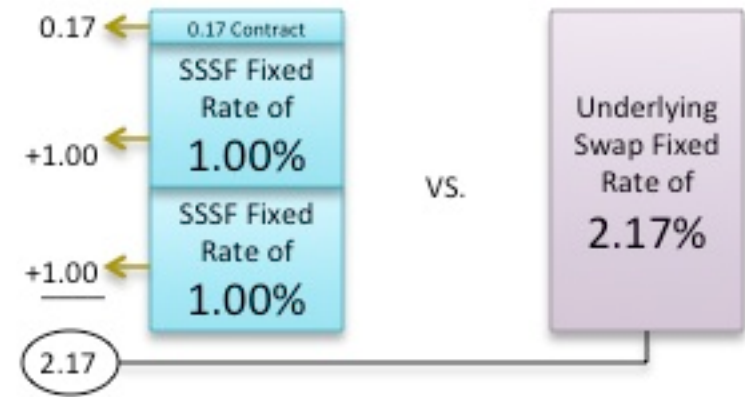 0.17
0.17 Contract
SSSF Fixed
Rate of
1.00%
+1.00
SSSF Fixed
Rate of
1.00%
+1.00
2.17
VS.
Underlying
Swap Fixed
Rate of
2.17%